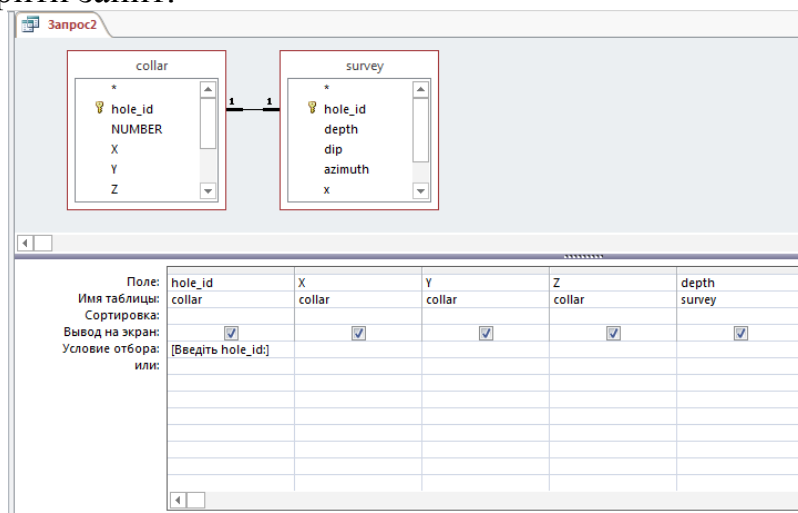 Запрос2
collar
*
hole_id
NUMBER
X
Y
Z
1 1
survey
*
hole_id
depth
dip
azimuth
x
Поле: hole_id X Y Z depth
Имя таблицы: collar collar collar collar survey
Сортировка:
Вывод на экран:
Условие отбора: [Введіть hole_id:]
или: